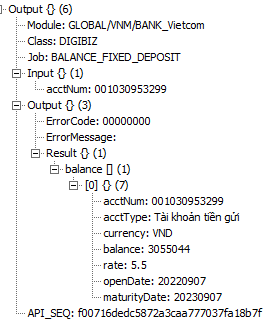 Output {} (6)
Module: GLOBAL/VNM/BANK_Vietcom
Class: DIGIBIZ
Job: BALANCE_FIXED_DEPOSIT
Input {} (1)
acctNum: 001030953299
Output {} (3)
ErrorCode: 00000000
ErrorMessage:
Result {} (1)
balance [] (1)
[0] {} (7)
acctNum: 001030953299
acctType: Tài khoản tiền gửi
currency: VND
balance: 3055044
rate: 5.5
openDate: 20220907
maturityDate: 20230907
API_SEQ: f00716dedc5872a3caa777037fa18b7f